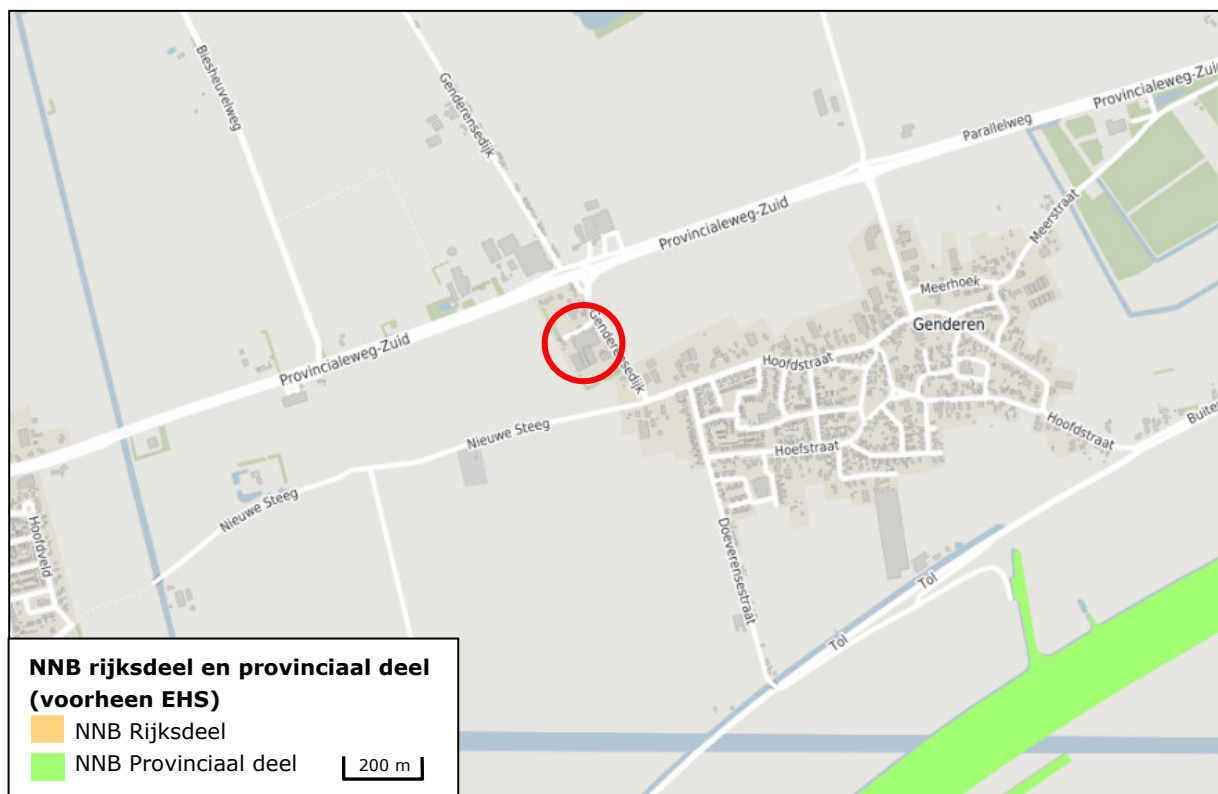 Biesheuvelweg
Genderensedijk
Provincialeweg-Zuid
Parallelweg
Provincialeweg-Zuid
Meerstraat
Meerhoek
Genderen
Genderensedijk
Hoofdstraat
Provincialeweg-Zuid
Nieuwe Steeg
Hoefstraat
Hoofdstraat
Buiten
Nieuwe Steeg
Hoofdveld
Doeverensestraat
Tol
Tol
NNB rijksdeel en provinciaal deel
(voorheen EHS)
NNB Rijksdeel
NNB Provinciaal deel
200 m